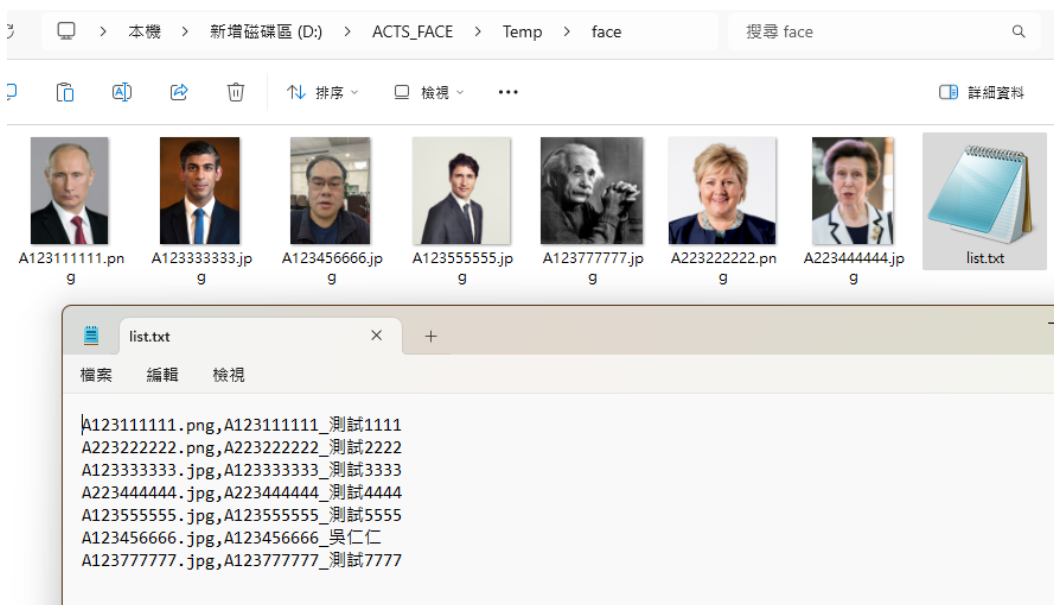 本機 > 新增磁碟區 (D:) > ACTS_FACE > Temp > face
搜尋 face
排序
檢視
詳細資料
A123111111.png
A123333333.jpg
A123456666.jpg
A123555555.jpg
A123777777.jpg
A223222222.png
A223444444.jpg
list.txt
list.txt
檔案 編輯 檢視
A123111111.png,A123111111_測試1111
A223222222.png,A223222222_測試2222
A123333333.jpg,A123333333_測試3333
A223444444.jpg,A223444444_測試4444
A123555555.jpg,A123555555_測試5555
A123456666.jpg,A123456666_吳仁仁
A123777777.jpg,A123777777_測試7777